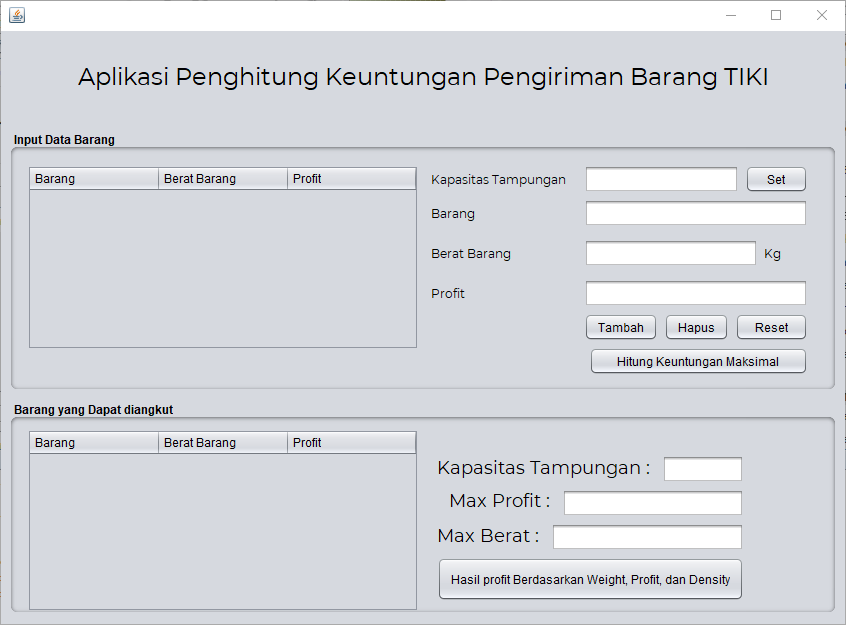 Aplikasi Penghitung Keuntungan Pengiriman Barang TIKI
Input Data Barang
Barang Berat Barang Profit
Kapasitas Tampungan Set
Barang
Berat Barang Kg
Profit
Tambah Hapus Reset
Hitung Keuntungan Maksimal
Barang yang Dapat diangkut
Barang Berat Barang Profit
Kapasitas Tampungan :
Max Profit :
Max Berat :
Hasil profit Berdasarkan Weight, Profit, dan Density